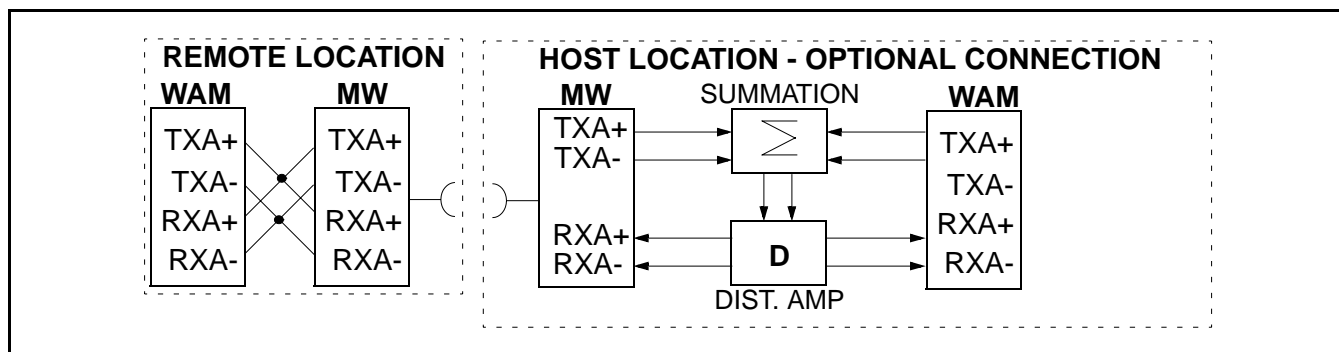 REMOTE LOCATION
WAM
MW
TXA+
TXA-
RXA+
RXA-
TXA+
TXA-
RXA+
RXA-
HOST LOCATION - OPTIONAL CONNECTION
MW
SUMMATION
WAM
TXA+
TXA-
RXA+
RXA-
Σ
D
DIST. AMP
TXA+
TXA-
RXA+
RXA-